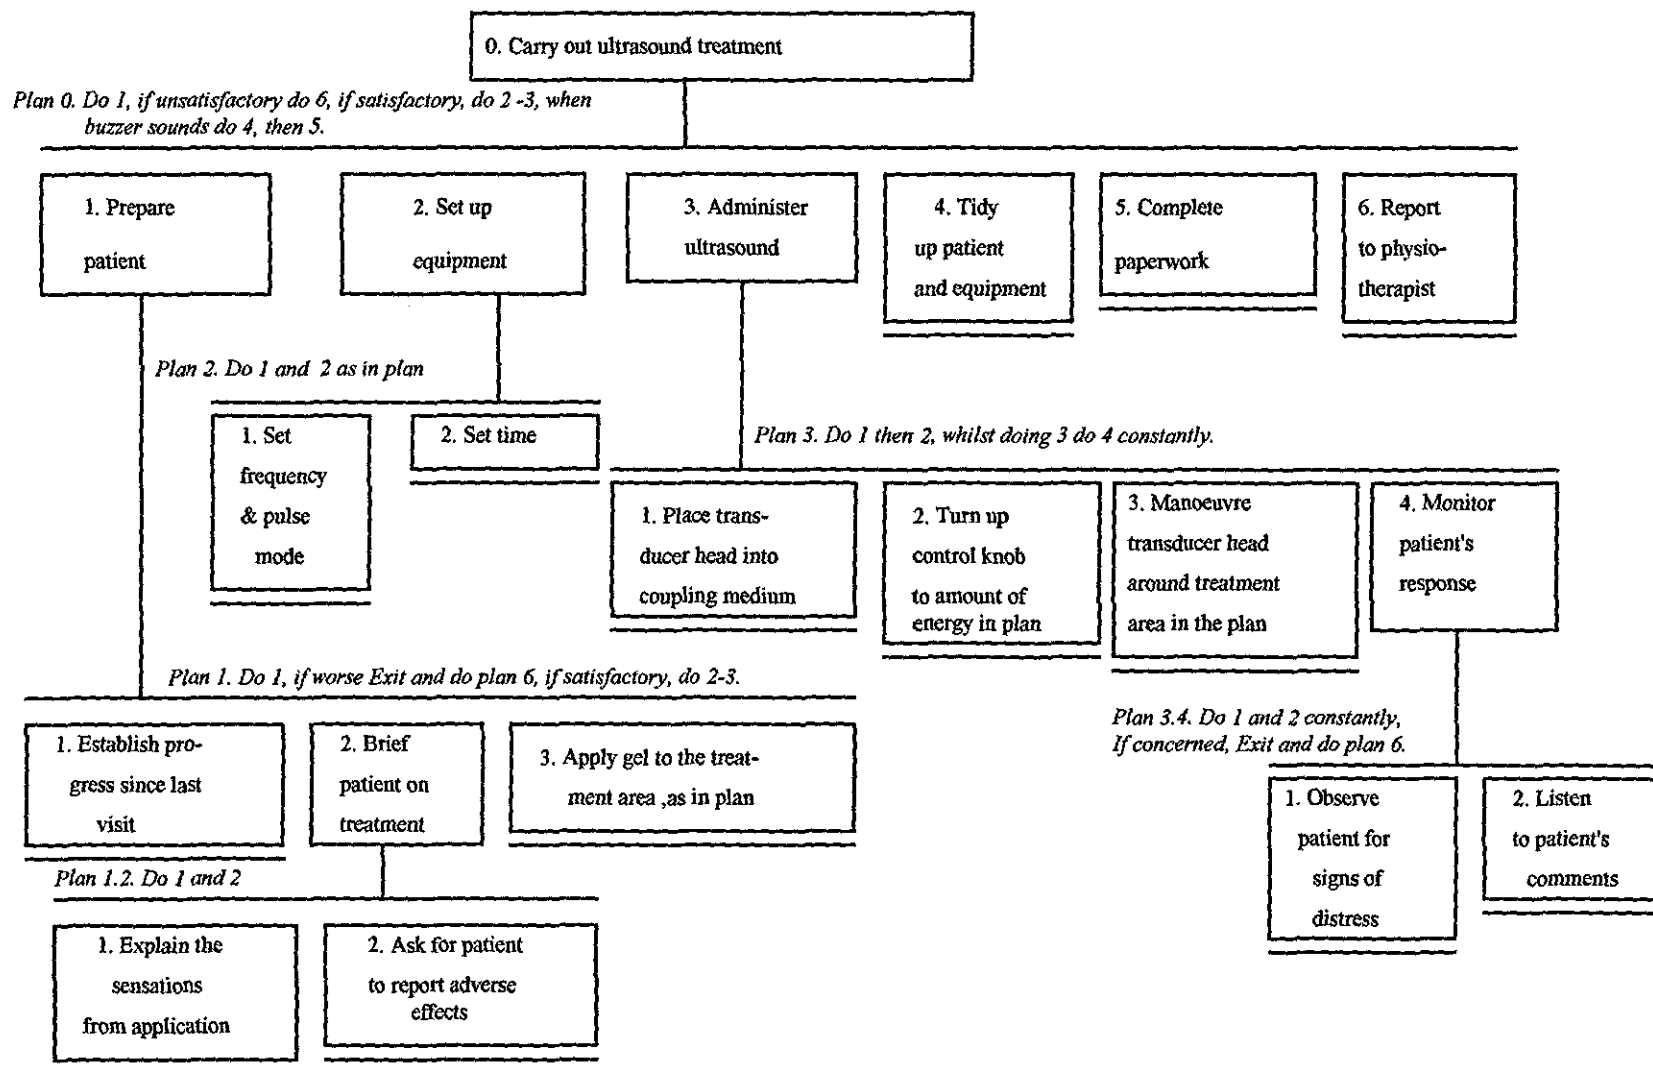 0. Carry out ultrasound treatment
Plan 0. Do 1, if unsatisfactory do 6, if satisfactory, do 2 -3, when
buzzer sounds do 4, then 5.
1. Prepare
patient
2. Set up
equipment
3. Administer
ultrasound
4. Tidy
up patient
and equipment
5. Complete
paperwork
6. Report
to physio-
therapist
Plan 2. Do 1 and 2 as in plan
1. Set
frequency
& pulse
mode
2. Set time
Plan 3. Do 1 then 2, whilst doing 3 do 4 constantly.
1. Place trans-
ducer head into
coupling medium
2. Turn up
control knob
to amount of
energy in plan
3. Manoeuvre
transducer head
around treatment
area in the plan
4. Monitor
patient's
response
Plan 1. Do 1, if worse Exit and do plan 6, if satisfactory, do 2-3.
1. Establish pro-
gress since last
visit
2. Brief
patient on
treatment
3. Apply gel to the treat-
ment area ,as in plan
Plan 3.4. Do 1 and 2 constantly,
If concerned, Exit and do plan 6.
1. Observe
patient for
signs of
distress
2. Listen
to patient's
comments
Plan 1.2. Do 1 and 2
1. Explain the
sensations
from application
2. Ask for patient
to report adverse
effects